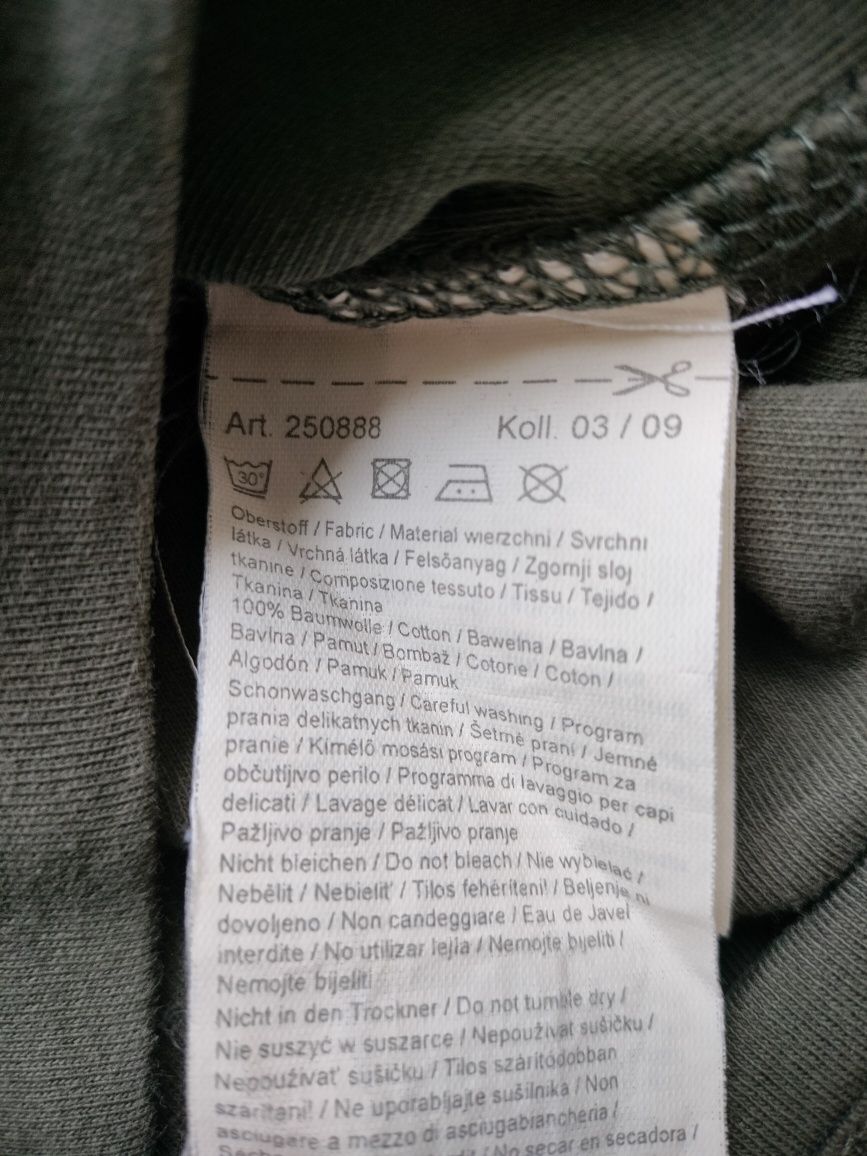 Art. 250888 Koll. 03 / 09
30°
Oberstoff / Fabric / Materiał wierzchni / Svrchní
látka / Vrchná látka / Felsőanyag / Zgornji sloj
tkanine / Composizione tessuto / Tissu / Tejido /
Tkanina / Tkanina
100% Baumwolle / Cotton / Bawełna / Bavlna /
Bavlna / Pamut / Bombaž / Cotone / Coton /
Algodón / Pamuk / Pamuk
Schonwaschgang / Careful washing / Program
prania delikatnych tkanin / Šetrné praní / Jemné
pranie / Kímélő mosási program / Program za
občutljivo perilo / Programma di lavaggio per capi
delicati / Lavage délicat / Lavar con cuidado /
Pažljivo pranje / Pažljivo pranje
Nicht bleichen / Do not bleach / Nie wybielać /
Nebělit / Nebieliť / Tilos fehéríteni! / Beljenje ni
dovoljeno / Non candeggiare / Eau de Javel
interdite / No utilizar lejía / Nemojte bijeliti /
Nemojte bijeliti
Nicht in den Trockner / Do not tumble dry /
Nie suszyć w suszarce / Nepoužívat sušičku /
Nepoužívať sušičku / Tilos szárítódobban
szárítani! / Ne uporabljajte sušilnika / Non
asciugare a mezzo di asciugabiancheria /
/ No secar en secadora /